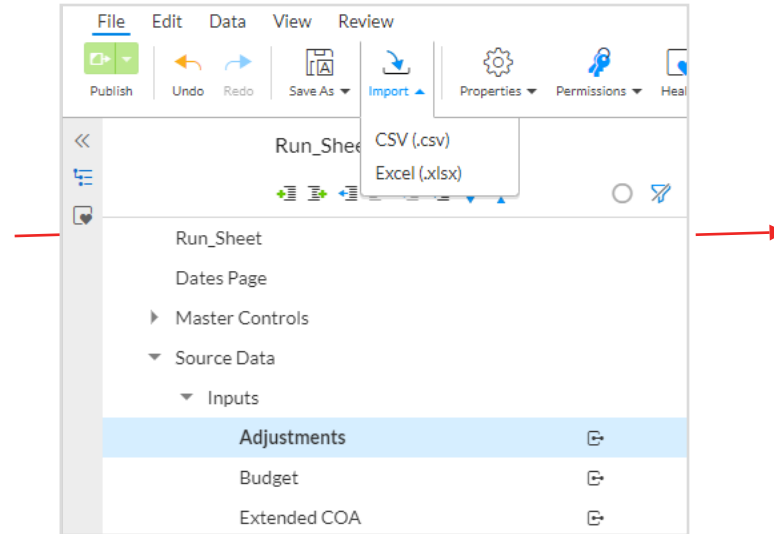 File Edit Data View Review
A
Publish Undo Redo Save As Import Properties Permissions
CSV (.csv)
Excel (.xlsx)
Run_Sheet
Dates Page
Master Controls
Source Data
Inputs
Adjustments
Budget
Extended COA